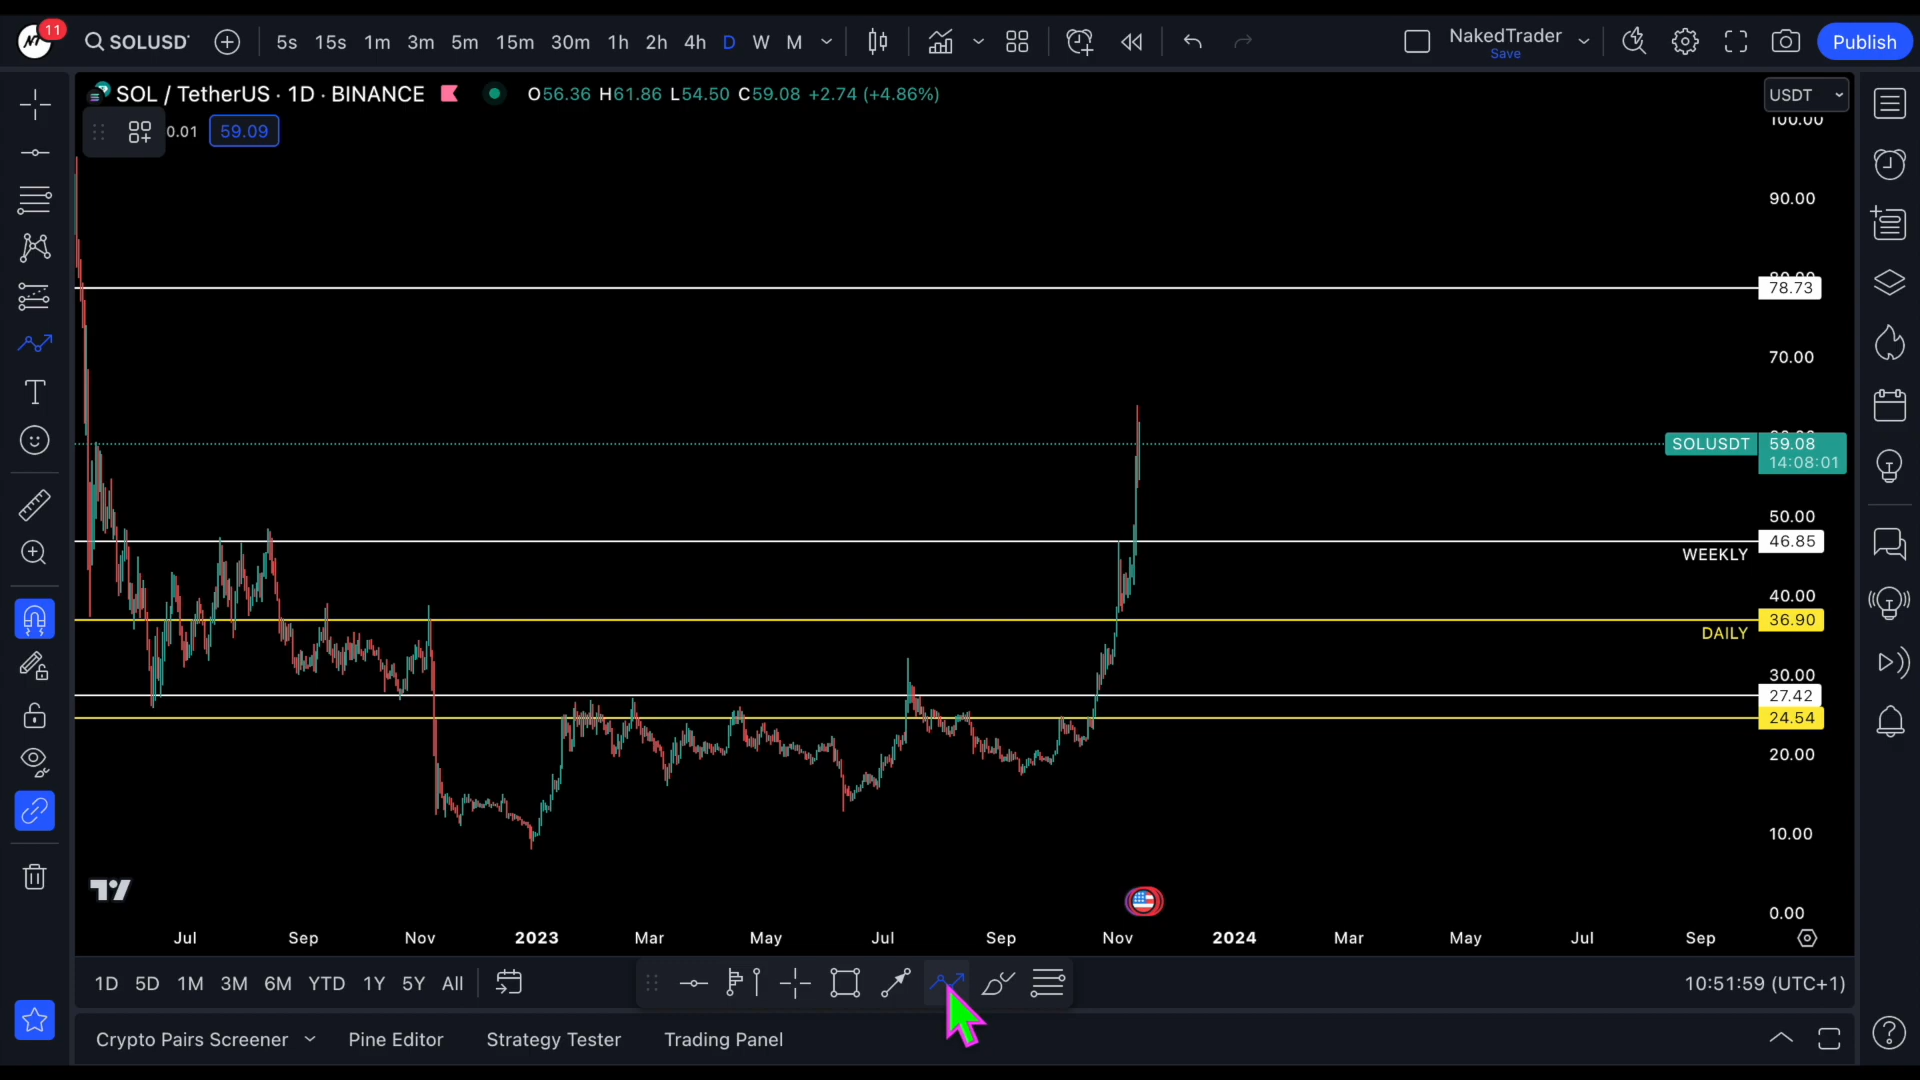 11
SOLUSD
5s 15s 1m 3m 5m 15m 30m 1h 2h 4h D W M
NakedTrader
Save
Publish
SOL / TetherUS · 1D · BINANCE
O56.36 H61.86 L54.50 C59.08 +2.74 (+4.86%)
USDT
0.01 59.09
100.00
90.00
80.00
78.73
70.00
SOLUSDT 59.08
14:08:01
50.00
46.85
WEEKLY
40.00
36.90
DAILY
30.00
27.42
24.54
20.00
10.00
0.00
Jul Sep Nov 2023 Mar May Jul Sep Nov 2024 Mar May Jul Sep
1D 5D 1M 3M 6M YTD 1Y 5Y All
10:51:59 (UTC+1)
Crypto Pairs Screener Pine Editor Strategy Tester Trading Panel